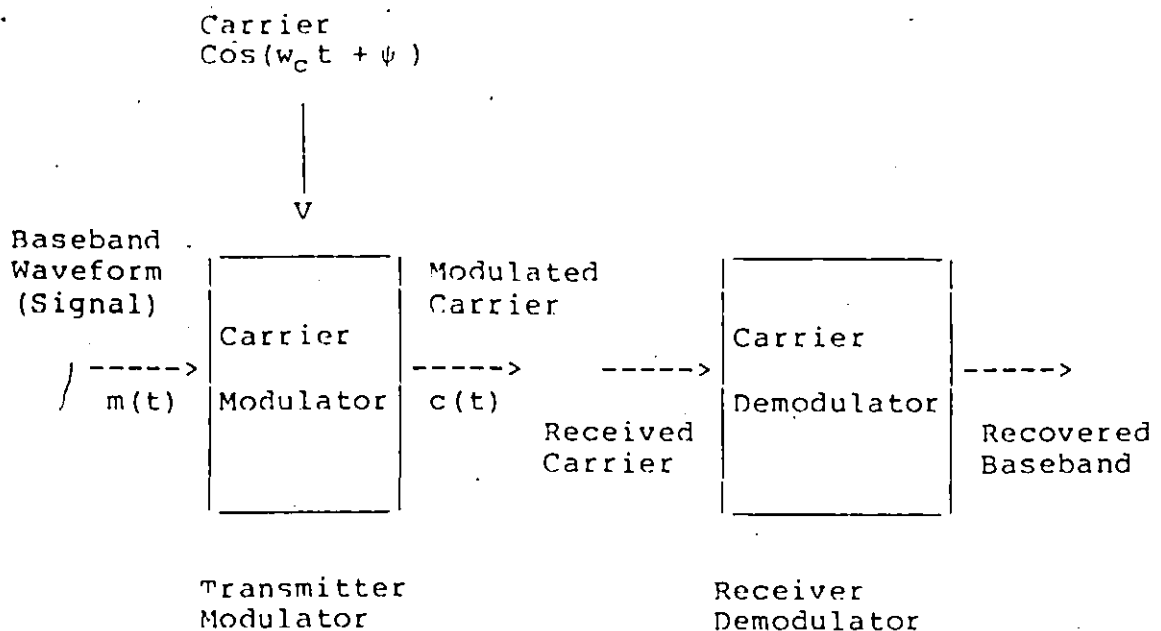 Carrier
Cos(w_c t + ψ )
V
Baseband
Waveform
(Signal)
Modulated
Carrier
Carrier
Modulator
-----> m(t)
-----> c(t)
----->
Received
Carrier
Carrier
Demodulator
----->
Recovered
Baseband
Transmitter
Modulator
Receiver
Demodulator